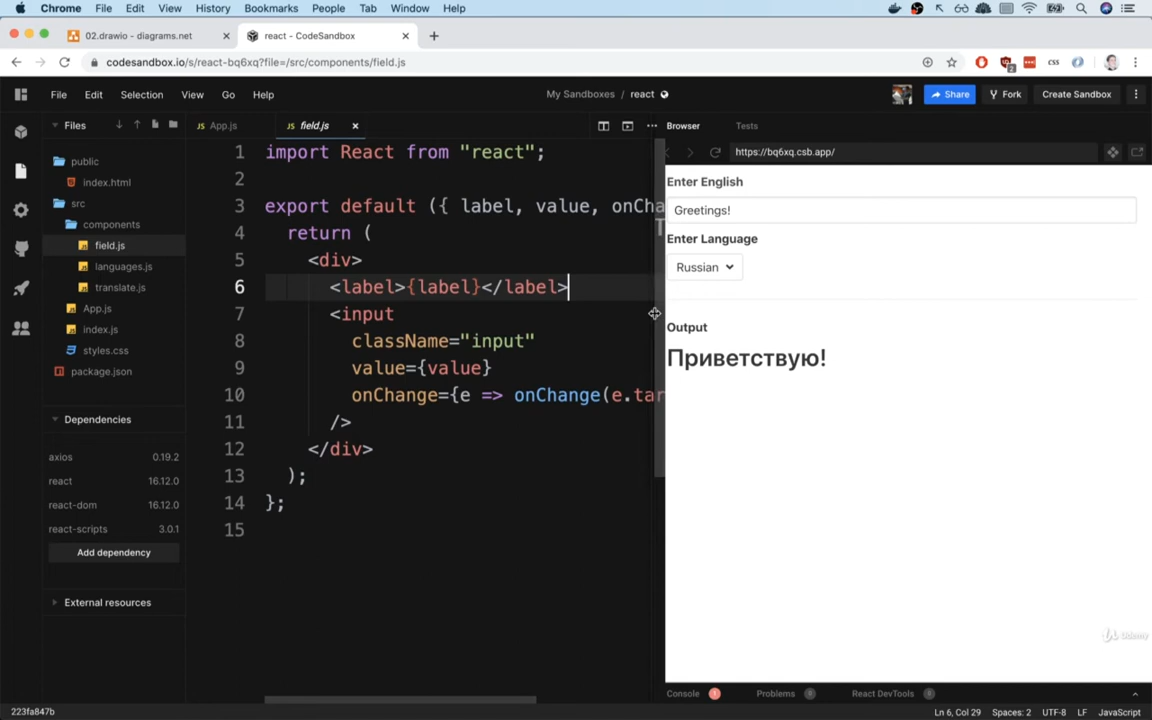 Chrome File Edit View History Bookmarks People Tab Window Help
02.drawio - diagrams.net
react - CodeSandbox
codesandbox.io/s/react-bq6xq?file=/src/components/field.js
css
2
File Edit Selection View Go Help
My Sandboxes / react
Share
Fork
Create Sandbox
Files
public
index.html
src
components
field.js
languages.js
translate.js
App.js
index.js
styles.css
package.json
Dependencies
axios 0.19.2
react 16.12.0
react-dom 16.12.0
react-scripts 3.0.1
Add dependency
External resources
JS App.js
JS field.js
1 import React from "react";
2
3 export default ({ label, value, onCha
4 return (
5 <div>
6 <label>{label}</label>
7 <input
8 className="input"
9 value={value}
10 onChange={e => onChange(e.tar
11 />
12 </div>
13 );
14 };
15
Browser Tests
https://bq6xq.csb.app/
Enter English
Greetings!
Enter Language
Russian
Output
Приветствую!
Udemy
Console
Problems 0
React DevTools 0
223fa847b
Ln 6, Col 29 Spaces: 2 UTF-8 LF JavaScript